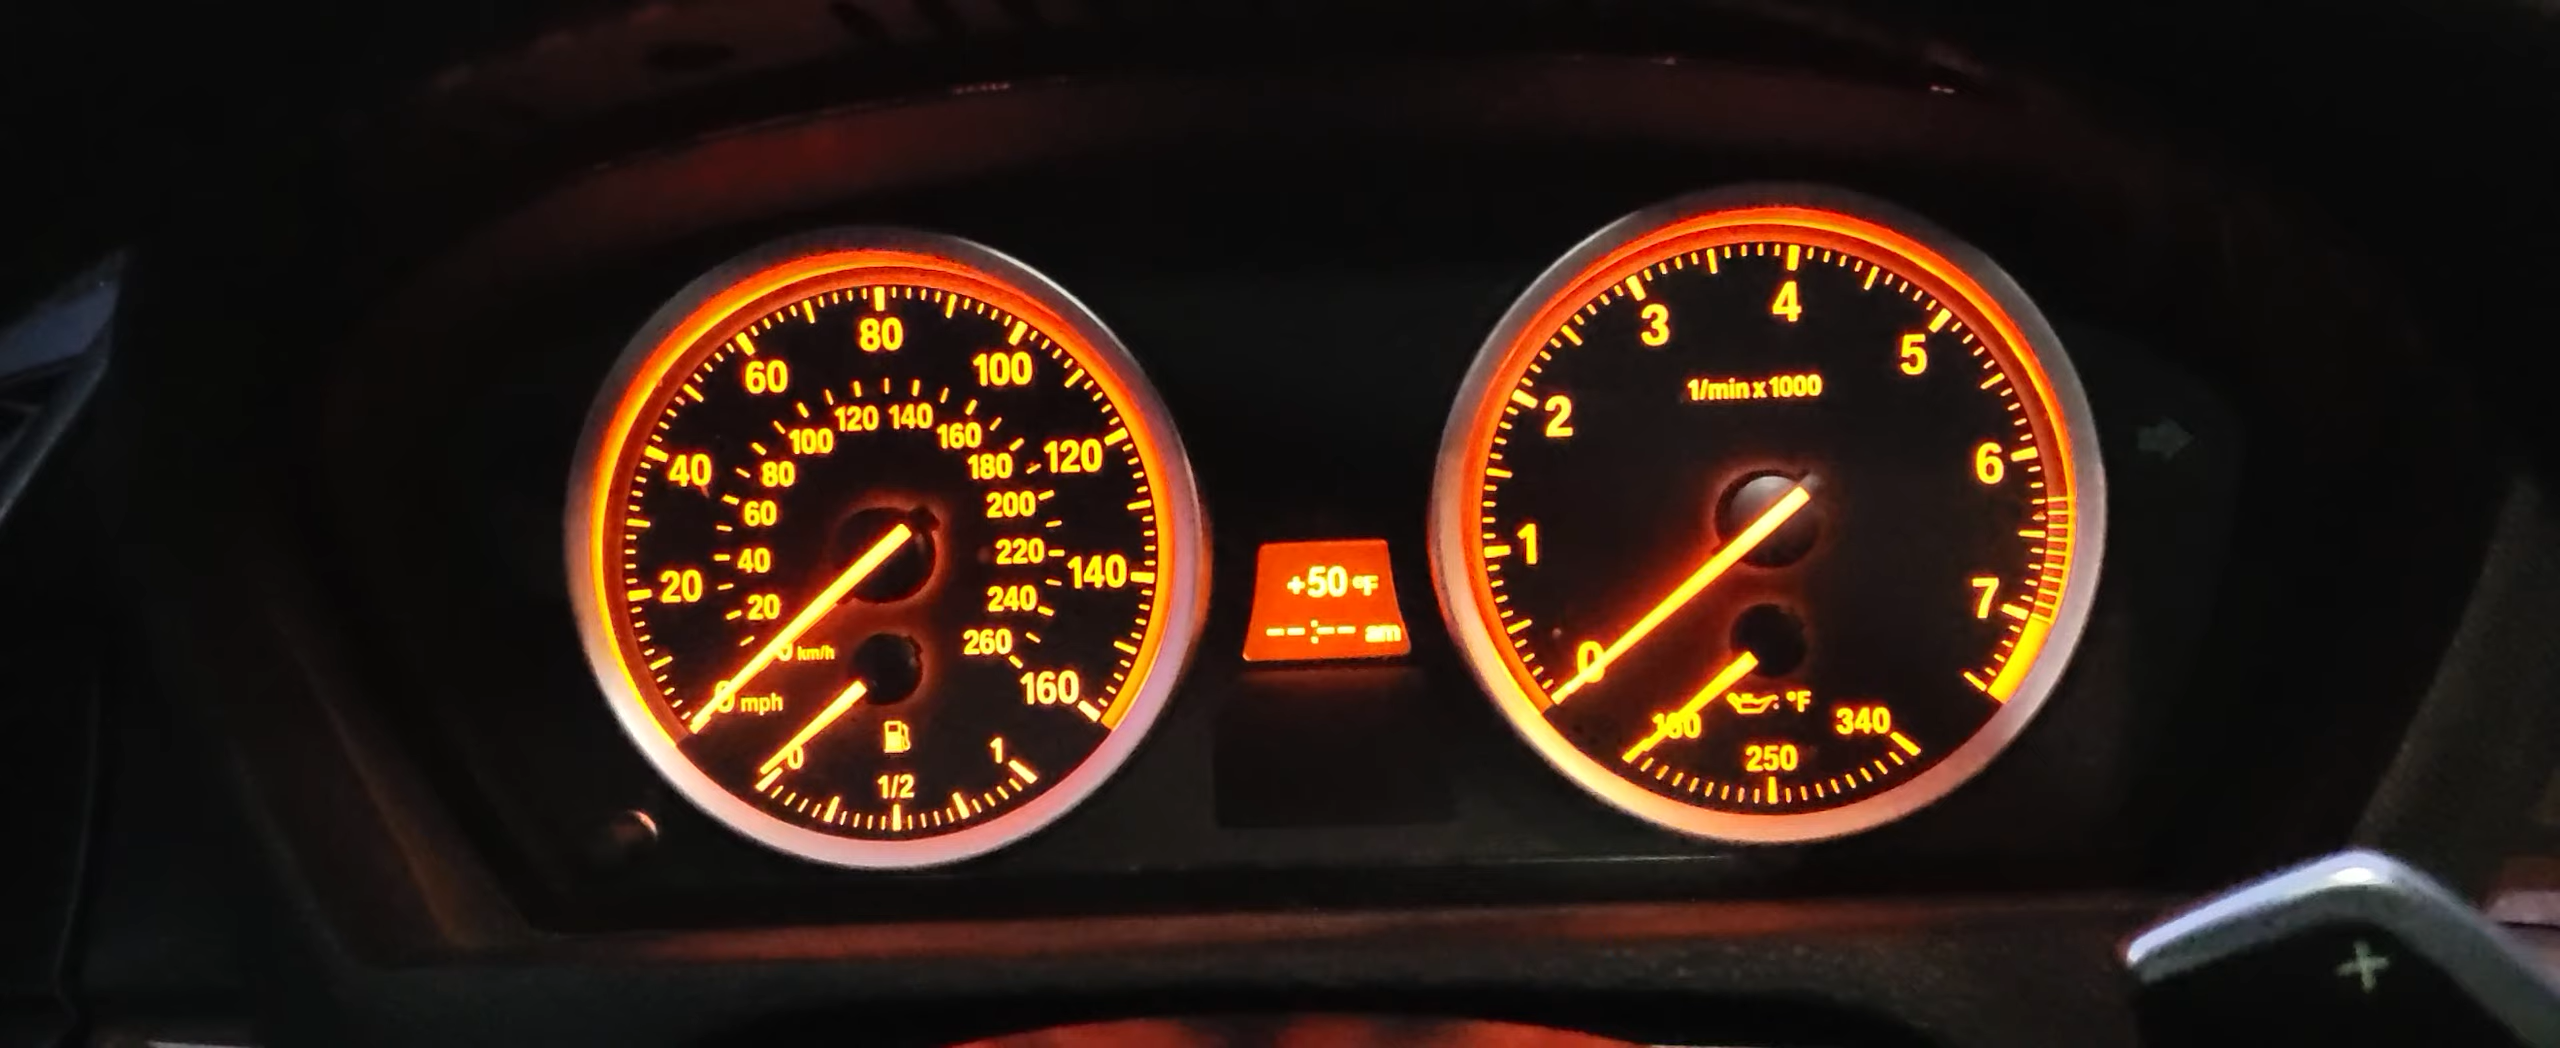 80
60 100
40 120
20 140
0 mph 160
120 140
100 160
80 180
60 200
40 220
20 240
0 km/h 260
0 1/2 1
+50 °F
--:-- am
4
3 5
2 6
1 7
0
1/min x 1000
°F
250 340
+